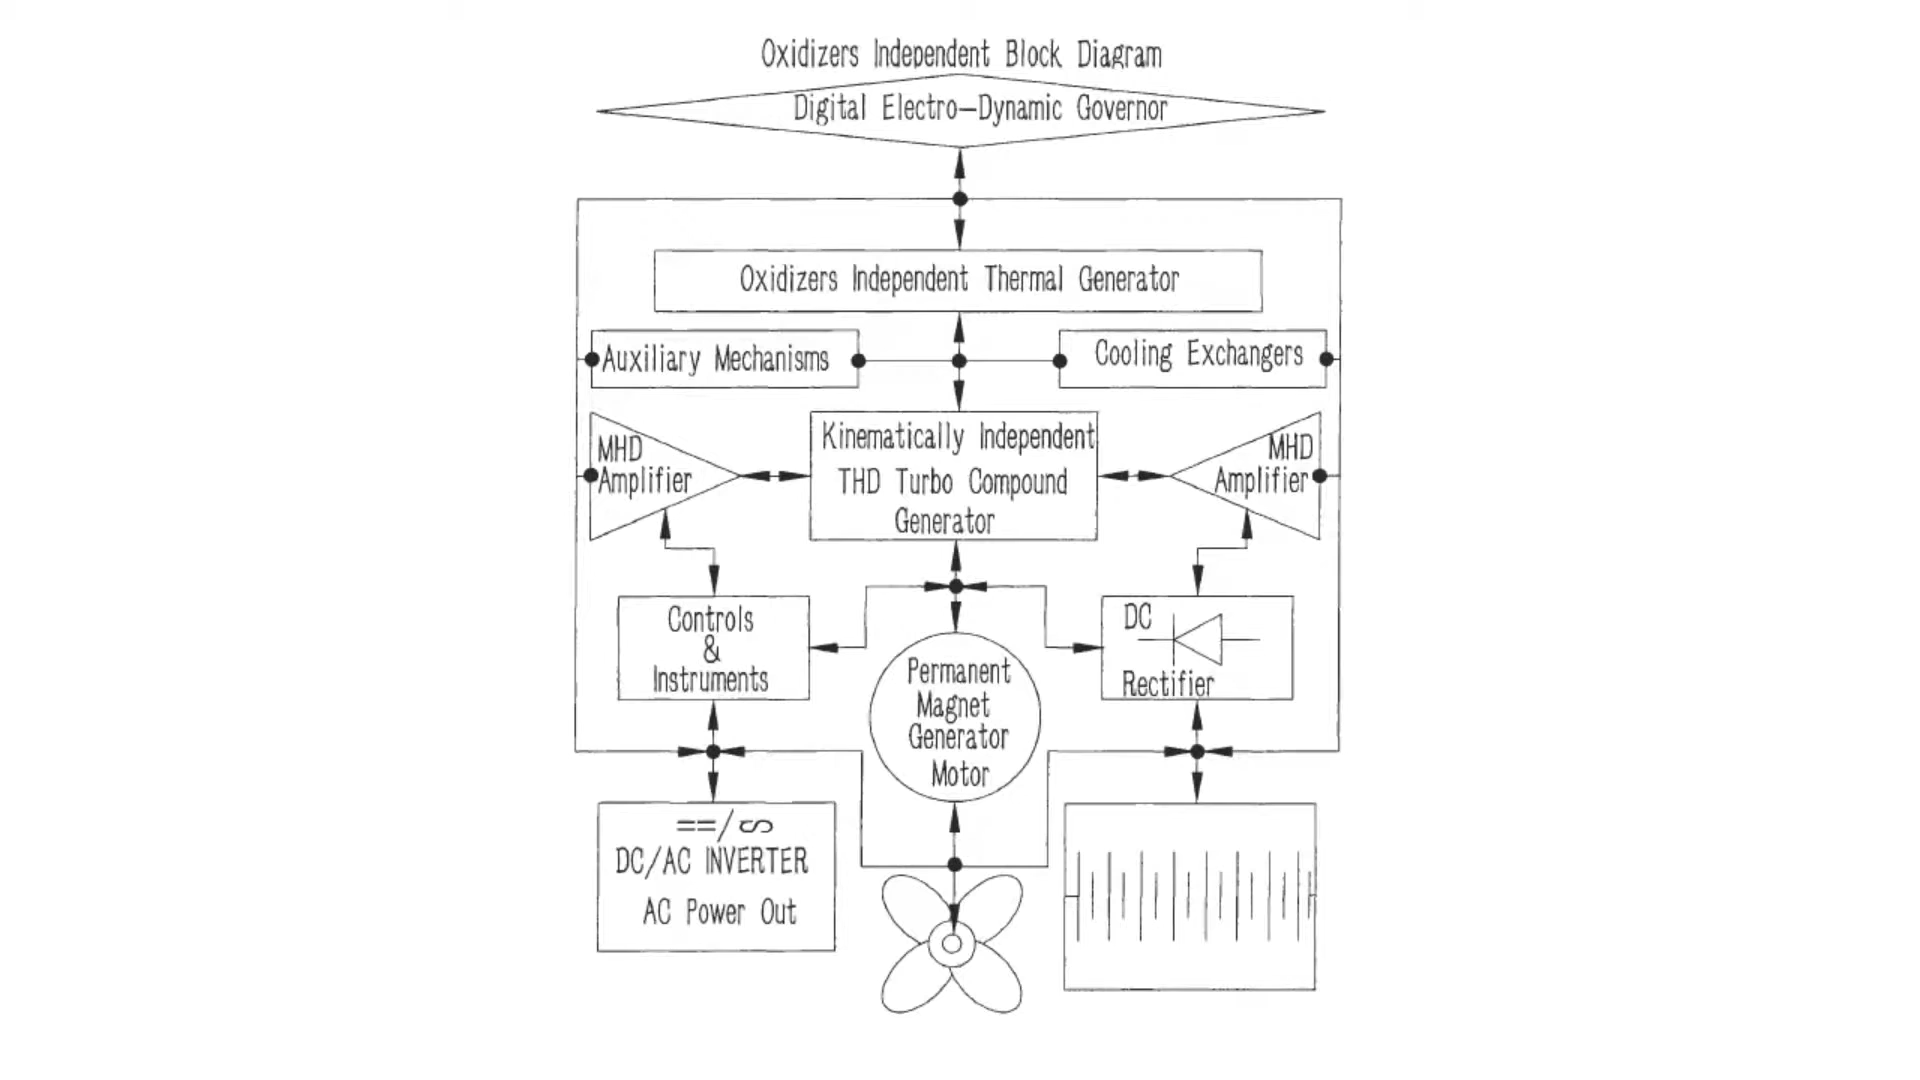 Oxidizers Independent Block Diagram
Digital Electro-Dynamic Governor
Oxidizers Independent Thermal Generator
Auxiliary Mechanisms
Cooling Exchangers
MHD
Amplifier
Kinematically Independent
THD Turbo Compound
Generator
MHD
Amplifier
Controls
&
Instruments
Permanent
Magnet
Generator
Motor
DC
Rectifier
DC/AC INVERTER
AC Power Out